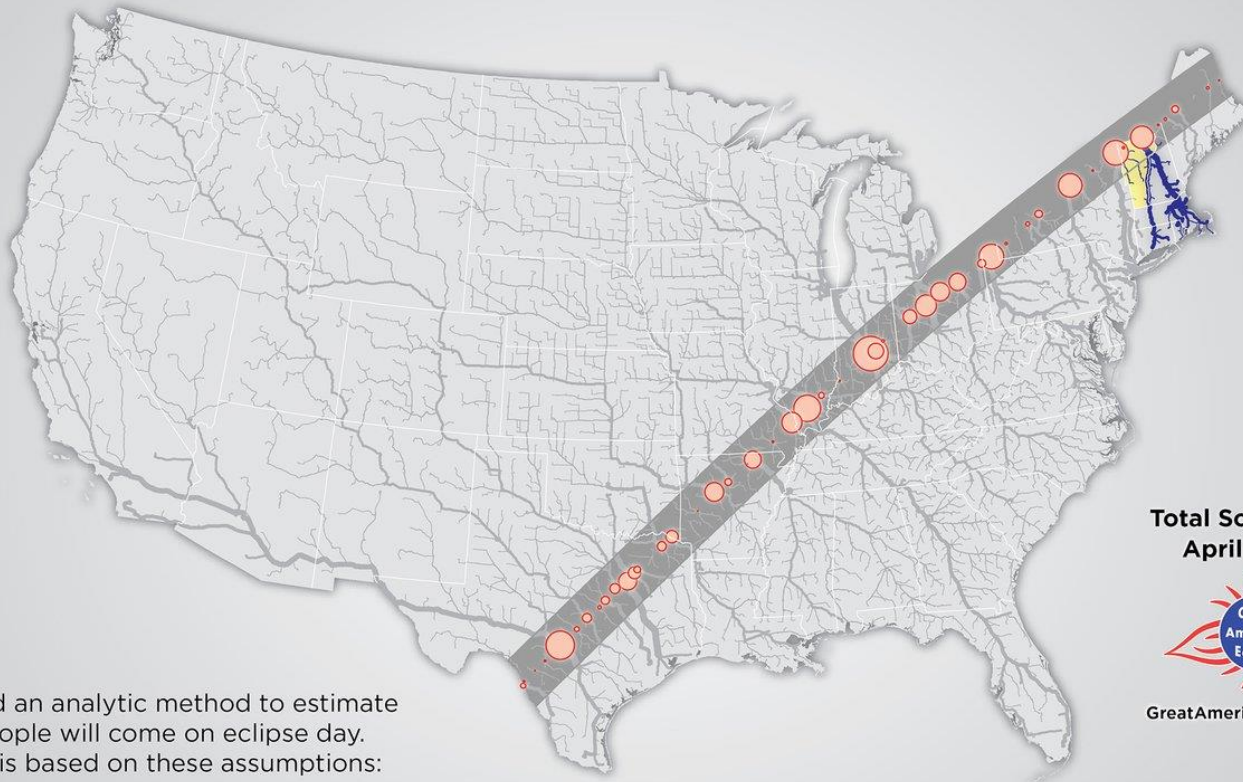 Total So
April
G
Am
E
GreatAmeri
d an analytic method to estimate
ople will come on eclipse day.
is based on these assumptions: